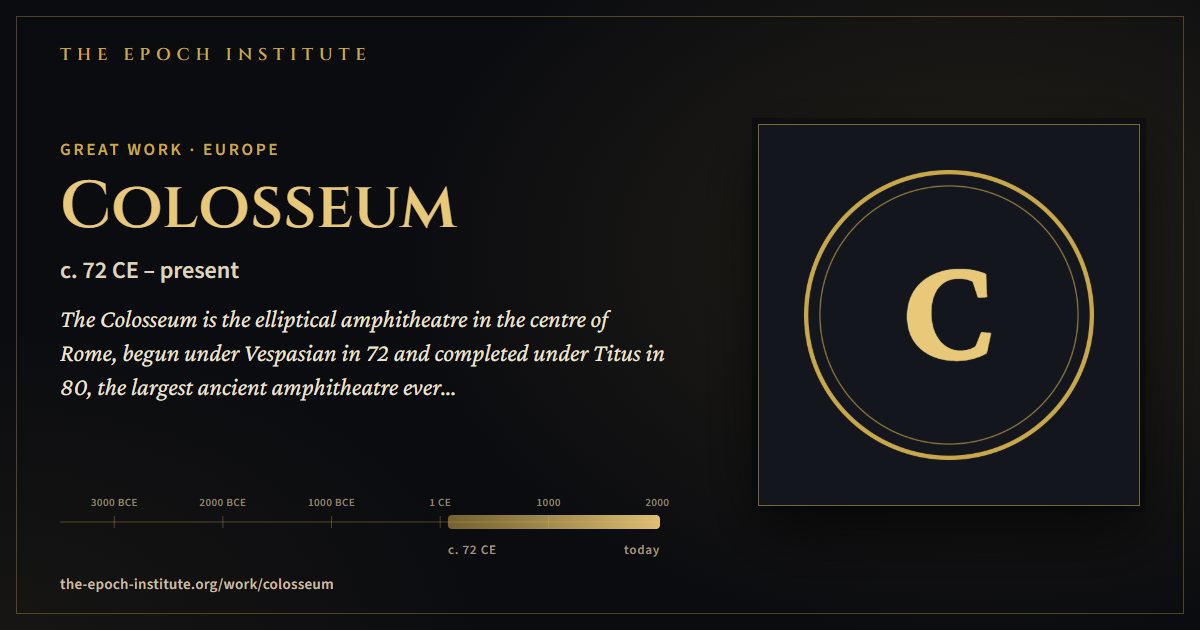 THE EPOCH INSTITUTE
GREAT WORK · EUROPE
COLOSSEUM
c. 72 CE – present
The Colosseum is the elliptical amphitheatre in the centre of
Rome, begun under Vespasian in 72 and completed under Titus in
80, the largest ancient amphitheatre ever...
C
3000 BCE 2000 BCE 1000 BCE 1 CE 1000 2000
c. 72 CE today
the-epoch-institute.org/work/colosseum